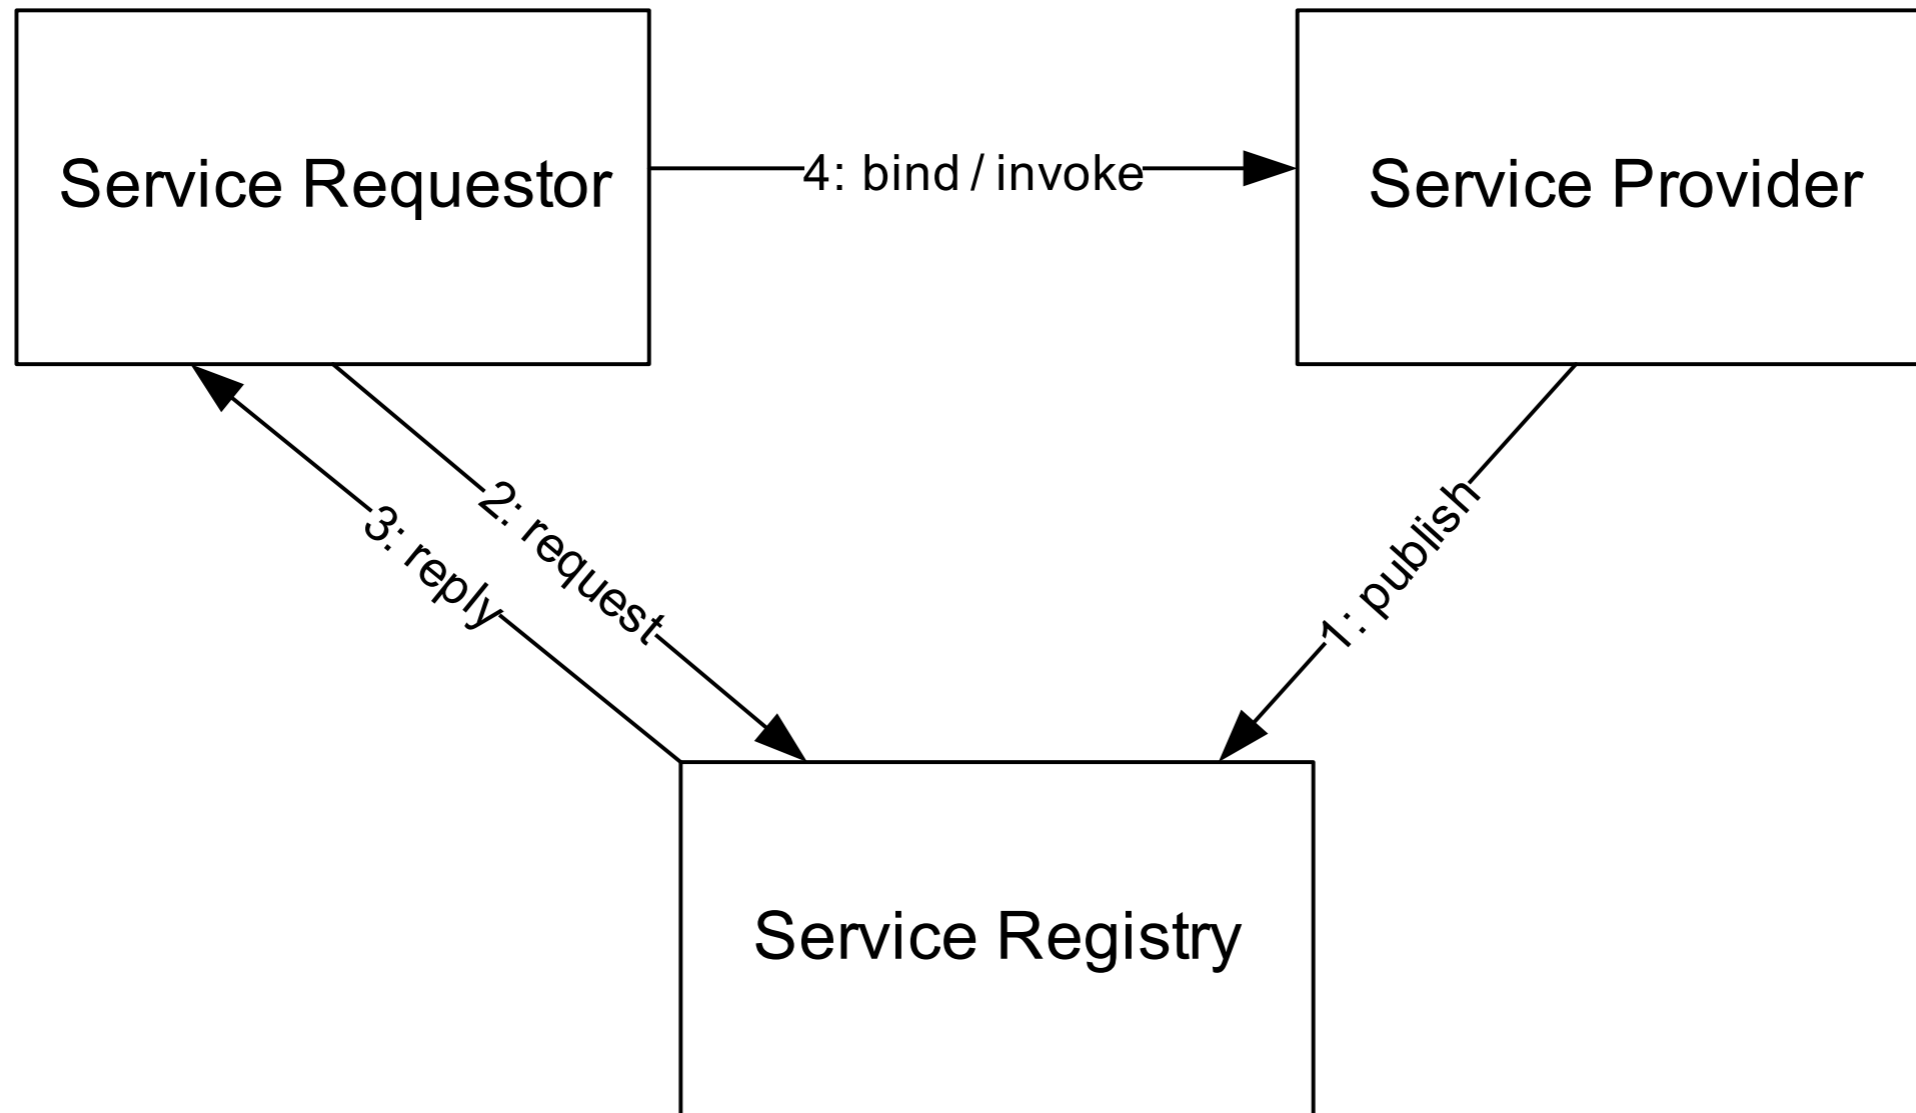 Service Requestor
4: bind / invoke
Service Provider
2: request
3: reply
1: publish
Service Registry